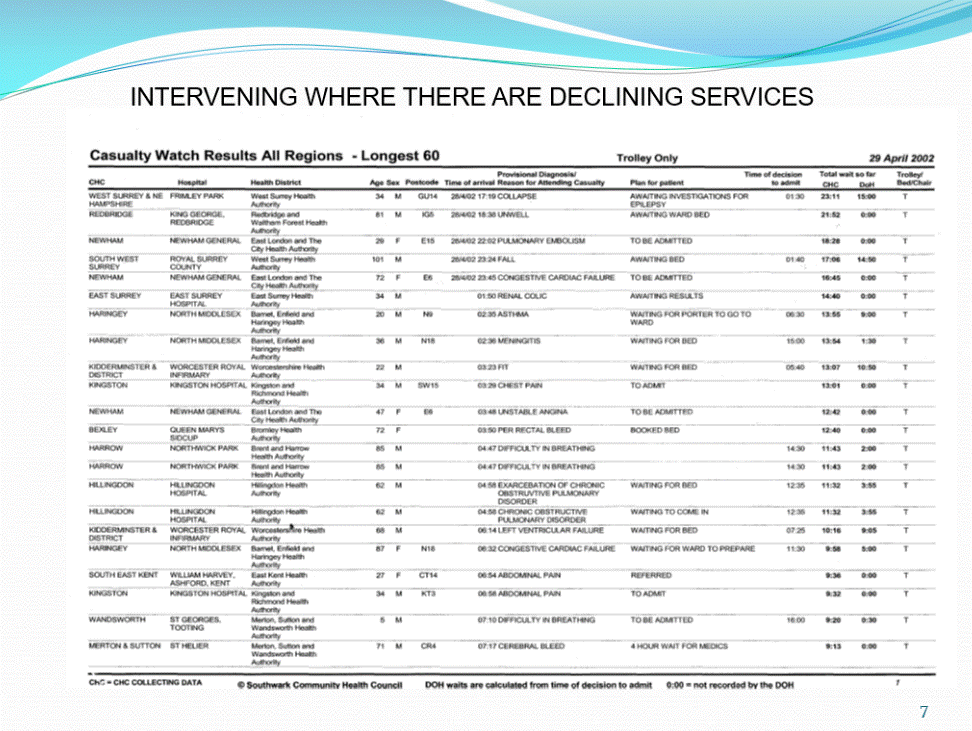 INTERVENING WHERE THERE ARE DECLINING SERVICES
Casualty Watch Results All Regions - Longest 60 Trolley Only 29 April 2002
Provisional Diagnosis/ Time of decision Total wait so far Trolley/
CHC Hospital Health District Age Sex Postcode Time of arrival Reason for Attending Casualty Plan for patient to admit CHC DoH Bed/Chair
WEST SURREY & NE FRIMLEY PARK West Surrey Health 34 M GU14 28/4/02 17:19 COLLAPSE AWAITING INVESTIGATIONS FOR 01:30 23:11 15:00 T
HAMPSHIRE Authority EPILEPSY
REDBRIDGE KING GEORGE, Redbridge and 81 M IG5 28/4/02 18:38 UNWELL AWAITING WARD BED 21:52 0:00 T
REDBRIDGE Waltham Forest Health
Authority
NEWHAM NEWHAM GENERAL East London and The 29 F E15 28/4/02 22:02 PULMONARY EMBOLISM TO BE ADMITTED 18:28 0:00 T
City Health Authority
SOUTH WEST ROYAL SURREY West Surrey Health 101 M 28/4/02 23:24 FALL AWAITING BED 01:40 17:06 14:50 T
SURREY COUNTY Authority
NEWHAM NEWHAM GENERAL East London and The 72 F E6 28/4/02 23:45 CONGESTIVE CARDIAC FAILURE TO BE ADMITTED 16:45 0:00 T
City Health Authority
EAST SURREY EAST SURREY East Surrey Health 34 M 01:50 RENAL COLIC AWAITING RESULTS 14:40 0:00 T
HOSPITAL Authority
HARINGEY NORTH MIDDLESEX Barnet, Enfield and 20 M N9 02:35 ASTHMA WAITING FOR PORTER TO GO TO 06:30 13:55 9:00 T
Haringey Health WARD
Authority
HARINGEY NORTH MIDDLESEX Barnet, Enfield and 36 M N18 02:36 MENINGITIS WAITING FOR BED 15:00 13:54 1:30 T
Haringey Health
Authority
KIDDERMINSTER & WORCESTER ROYAL Worcestershire Health 22 M 03:23 FIT WAITING FOR BED 05:40 13:07 10:50 T
DISTRICT INFIRMARY Authority
KINGSTON KINGSTON HOSPITAL Kingston and 34 M SW15 03:29 CHEST PAIN TO ADMIT 13:01 0:00 T
Richmond Health
Authority
NEWHAM NEWHAM GENERAL East London and The 47 F E6 03:48 UNSTABLE ANGINA TO BE ADMITTED 12:42 0:00 T
City Health Authority
BEXLEY QUEEN MARYS Bromley Health 72 F 03:50 PER RECTAL BLEED BOOKED BED 12:40 0:00 T
SIDCUP Authority
HARROW NORTHWICK PARK Brent and Harrow 85 M 04:47 DIFFICULTY IN BREATHING 14:30 11:43 2:00 T
Health Authority
HARROW NORTHWICK PARK Brent and Harrow 85 M 04:47 DIFFICULTY IN BREATHING 14:30 11:43 2:00 T
Health Authority
HILLINGDON HILLINGDON Hillingdon Health 62 M 04:58 EXARCEBATION OF CHRONIC WAITING FOR BED 12:35 11:32 3:55 T
HOSPITAL Authority OBSTRUVTIVE PULMONARY
DISORDER
HILLINGDON HILLINGDON Hillingdon Health 62 M 04:58 CHRONIC OBSTRUCTIVE WAITING TO COME IN 12:35 11:32 3:55 T
HOSPITAL Authority PULMONARY DISORDER
KIDDERMINSTER & WORCESTER ROYAL Worcestershire Health 68 M 06:14 LEFT VENTRICULAR FAILURE WAITING FOR BED 07:25 10:16 9:05 T
DISTRICT INFIRMARY Authority
HARINGEY NORTH MIDDLESEX Barnet, Enfield and 87 F N18 06:32 CONGESTIVE CARDIAC FAILURE WAITING FOR WARD TO PREPARE 11:30 9:58 5:00 T
Haringey Health
Authority
SOUTH EAST KENT WILLIAM HARVEY, East Kent Health 27 F CT14 06:54 ABDOMINAL PAIN REFERRED 9:36 0:00 T
ASHFORD, KENT Authority
KINGSTON KINGSTON HOSPITAL Kingston and 34 M KT3 06:58 ABDOMINAL PAIN TO ADMIT 9:32 0:00 T
Richmond Health
Authority
WANDSWORTH ST GEORGES, Merton, Sutton and 5 M 07:10 DIFFICULTY IN BREATHING TO BE ADMITTED 16:00 9:20 0:30 T
TOOTING Wandsworth Health
Authority
MERTON & SUTTON ST HELIER Merton, Sutton and 71 M CR4 07:17 CEREBRAL BLEED 4 HOUR WAIT FOR MEDICS 9:13 0:00 T
Wandsworth Health
Authority
CHC = CHC COLLECTING DATA © Southwark Community Health Council DOH waits are calculated from time of decision to admit 0:00 = not recorded by the DOH
7